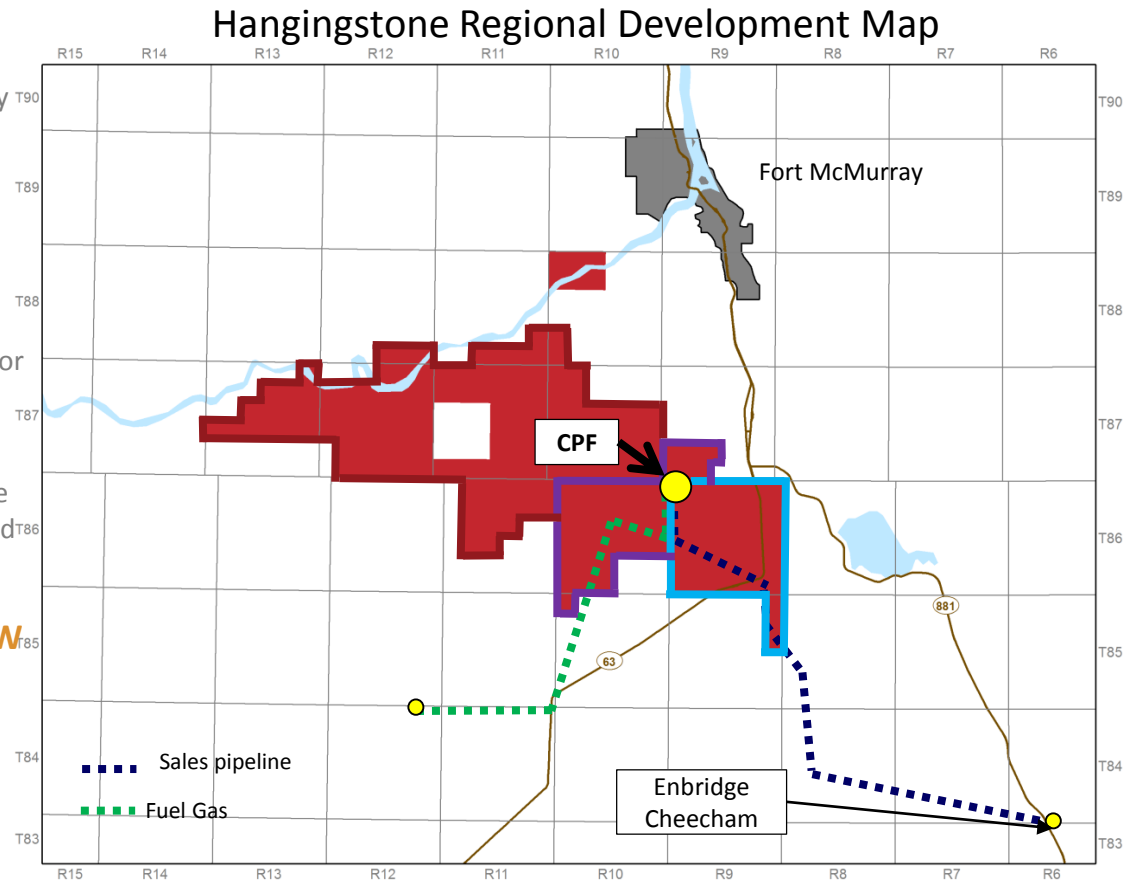 Hangingstone Regional Development Map
R15 R14 R13 R12 R11 R10 R9 R8 R7 R6
y T90 T90
Fort McMurray
T89 T89
T88 T88
or
T87 T87
CPF
e
d T86 T86
881
W T85 T85
63
Sales pipeline
T84 T84
Enbridge
Cheecham
Fuel Gas
T83 T83
R15 R14 R13 R12 R11 R10 R9 R8 R7 R6